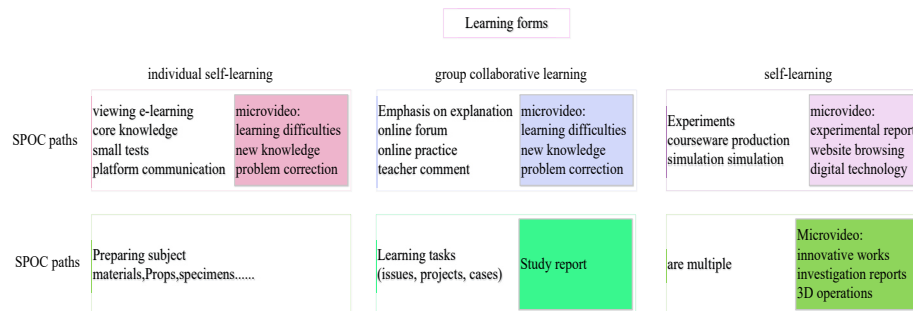 Learning forms
individual self-learning
group collaborative learning
self-learning
SPOC paths
viewing e-learning
core knowledge
small tests
platform communication
microvideo:
learning difficulties
new knowledge
problem correction
Emphasis on explanation
online forum
online practice
teacher comment
microvideo:
learning difficulties
new knowledge
problem correction
Experiments
courseware production
simulation simulation
microvideo:
experimental report
website browsing
digital technology
SPOC paths
Preparing subject
materials,Props,specimens......
Learning tasks
(issues, projects, cases)
Study report
are multiple
Microvideo:
innovative works
investigation reports
3D operations